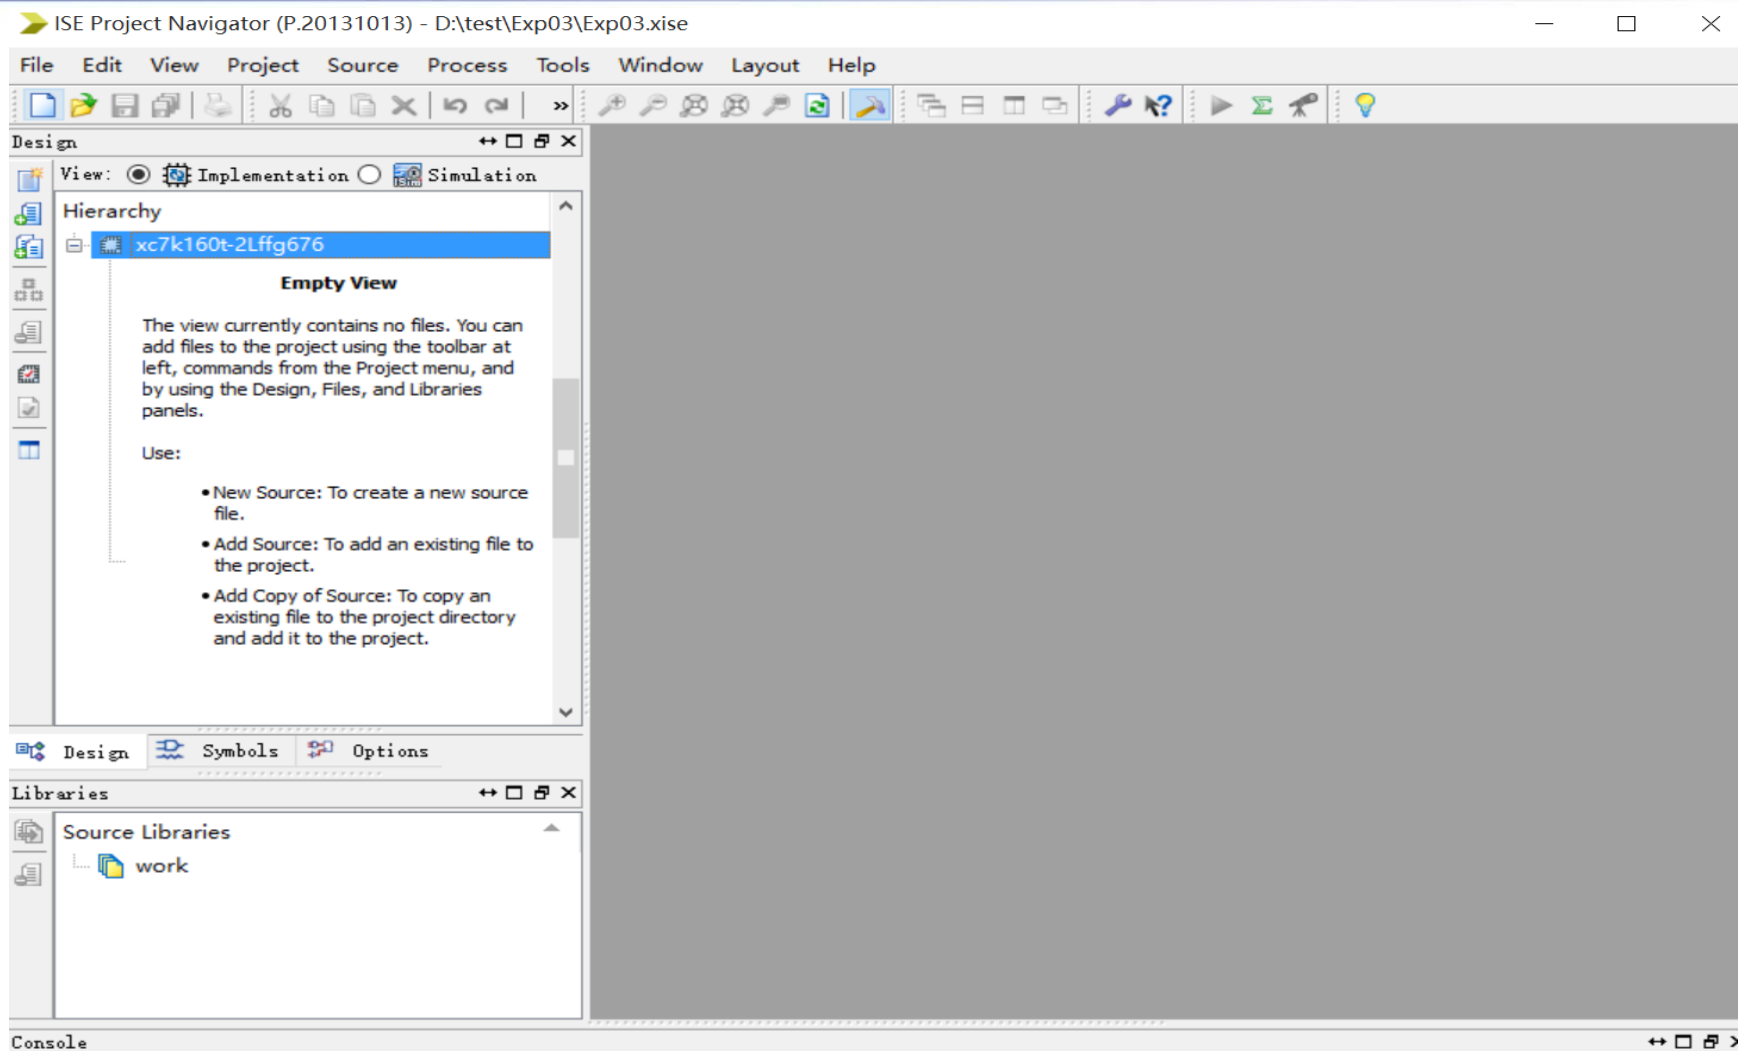 ISE Project Navigator (P.20131013) - D:\test\Exp03\Exp03.xise
File Edit View Project Source Process Tools Window Layout Help
»
Design
View: Implementation Simulation
Hierarchy
xc7k160t-2Lffg676
Empty View
The view currently contains no files. You can
add files to the project using the toolbar at
left, commands from the Project menu, and
by using the Design, Files, and Libraries
panels.
Use:
• New Source: To create a new source
file.
• Add Source: To add an existing file to
the project.
• Add Copy of Source: To copy an
existing file to the project directory
and add it to the project.
Design Symbols Options
Libraries
Source Libraries
work
Console